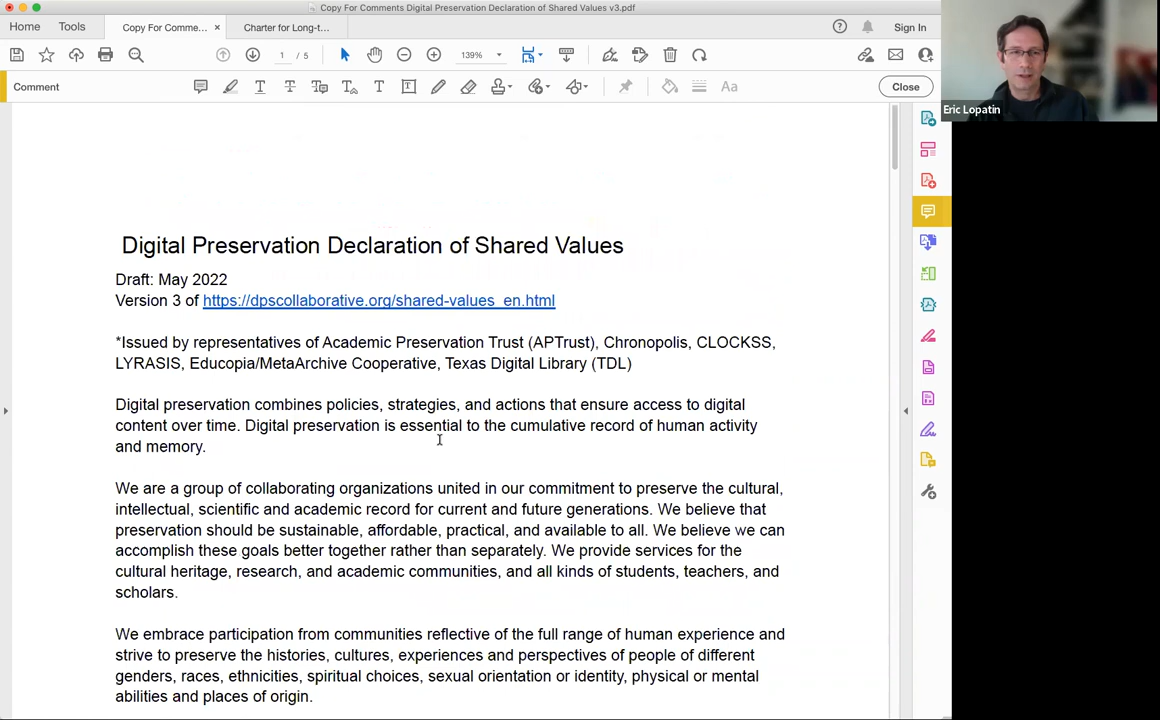 Copy For Comments Digital Preservation Declaration of Shared Values v3.pdf
Home Tools Copy For Comme... × Charter for Long-t... Sign In
1 / 5 139%
Comment Close
Aa
Eric Lopatin
Digital Preservation Declaration of Shared Values
Draft: May 2022
Version 3 of https://dpscollaborative.org/shared-values_en.html
*Issued by representatives of Academic Preservation Trust (APTrust), Chronopolis, CLOCKSS,
LYRASIS, Educopia/MetaArchive Cooperative, Texas Digital Library (TDL)
Digital preservation combines policies, strategies, and actions that ensure access to digital
content over time. Digital preservation is essential to the cumulative record of human activity
and memory.
We are a group of collaborating organizations united in our commitment to preserve the cultural,
intellectual, scientific and academic record for current and future generations. We believe that
preservation should be sustainable, affordable, practical, and available to all. We believe we can
accomplish these goals better together rather than separately. We provide services for the
cultural heritage, research, and academic communities, and all kinds of students, teachers, and
scholars.
We embrace participation from communities reflective of the full range of human experience and
strive to preserve the histories, cultures, experiences and perspectives of people of different
genders, races, ethnicities, spiritual choices, sexual orientation or identity, physical or mental
abilities and places of origin.